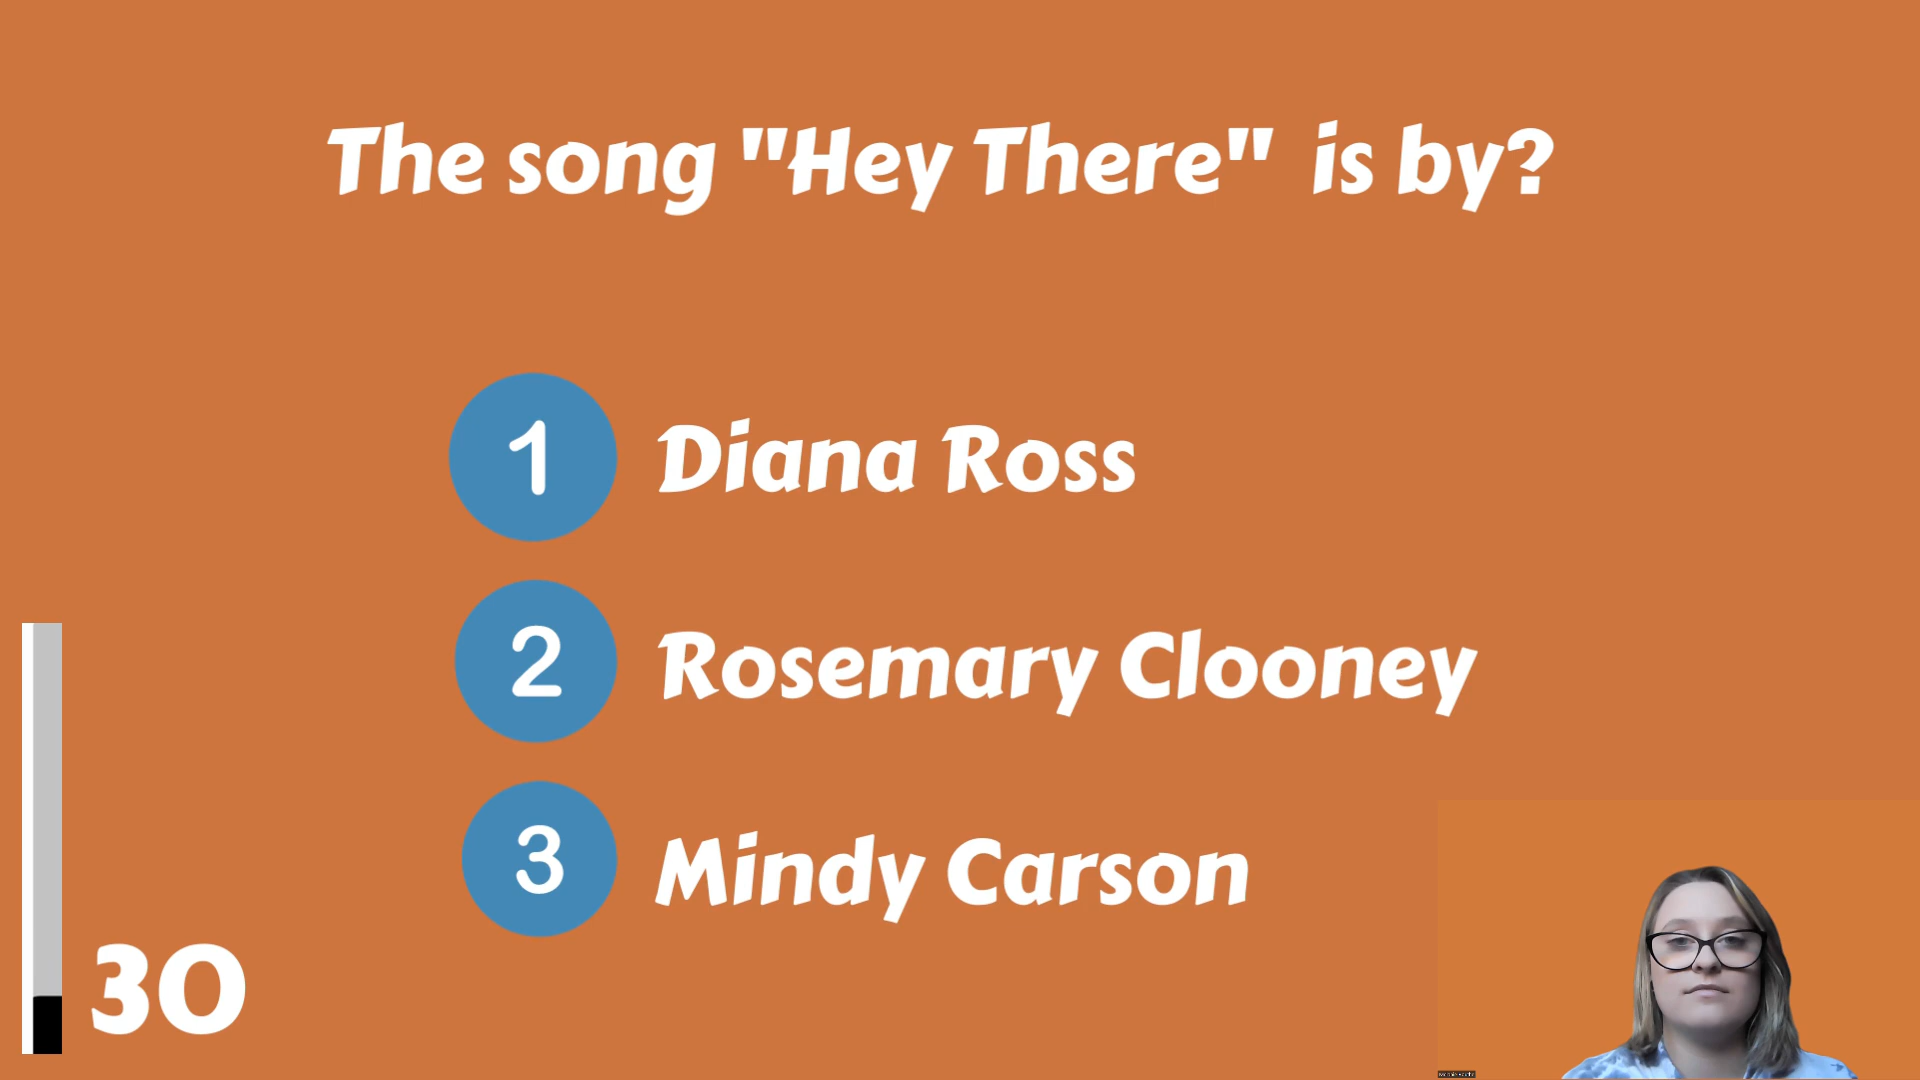 The song "Hey There" is by?
1 Diana Ross
2 Rosemary Clooney
3 Mindy Carson
30